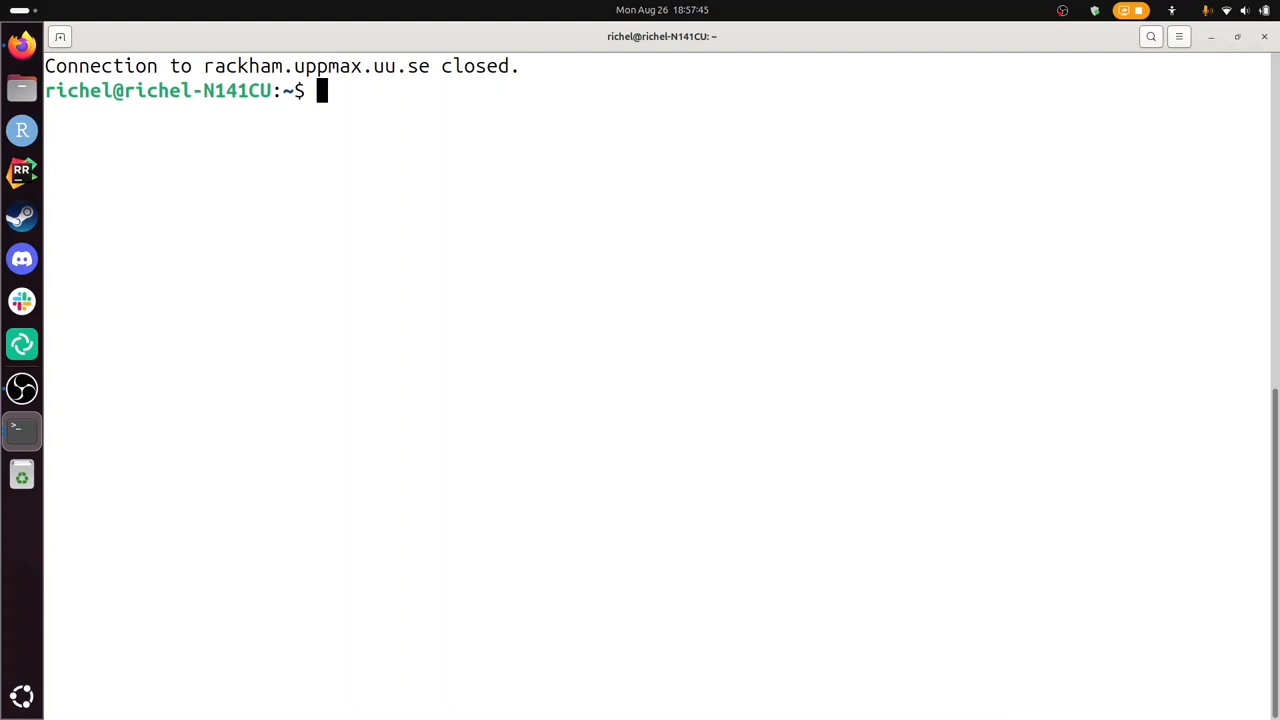 Mon Aug 26 18:57:45
richel@richel-N141CU: ~
Connection to rackham.uppmax.uu.se closed.
richel@richel-N141CU:~$
R
RR
>_